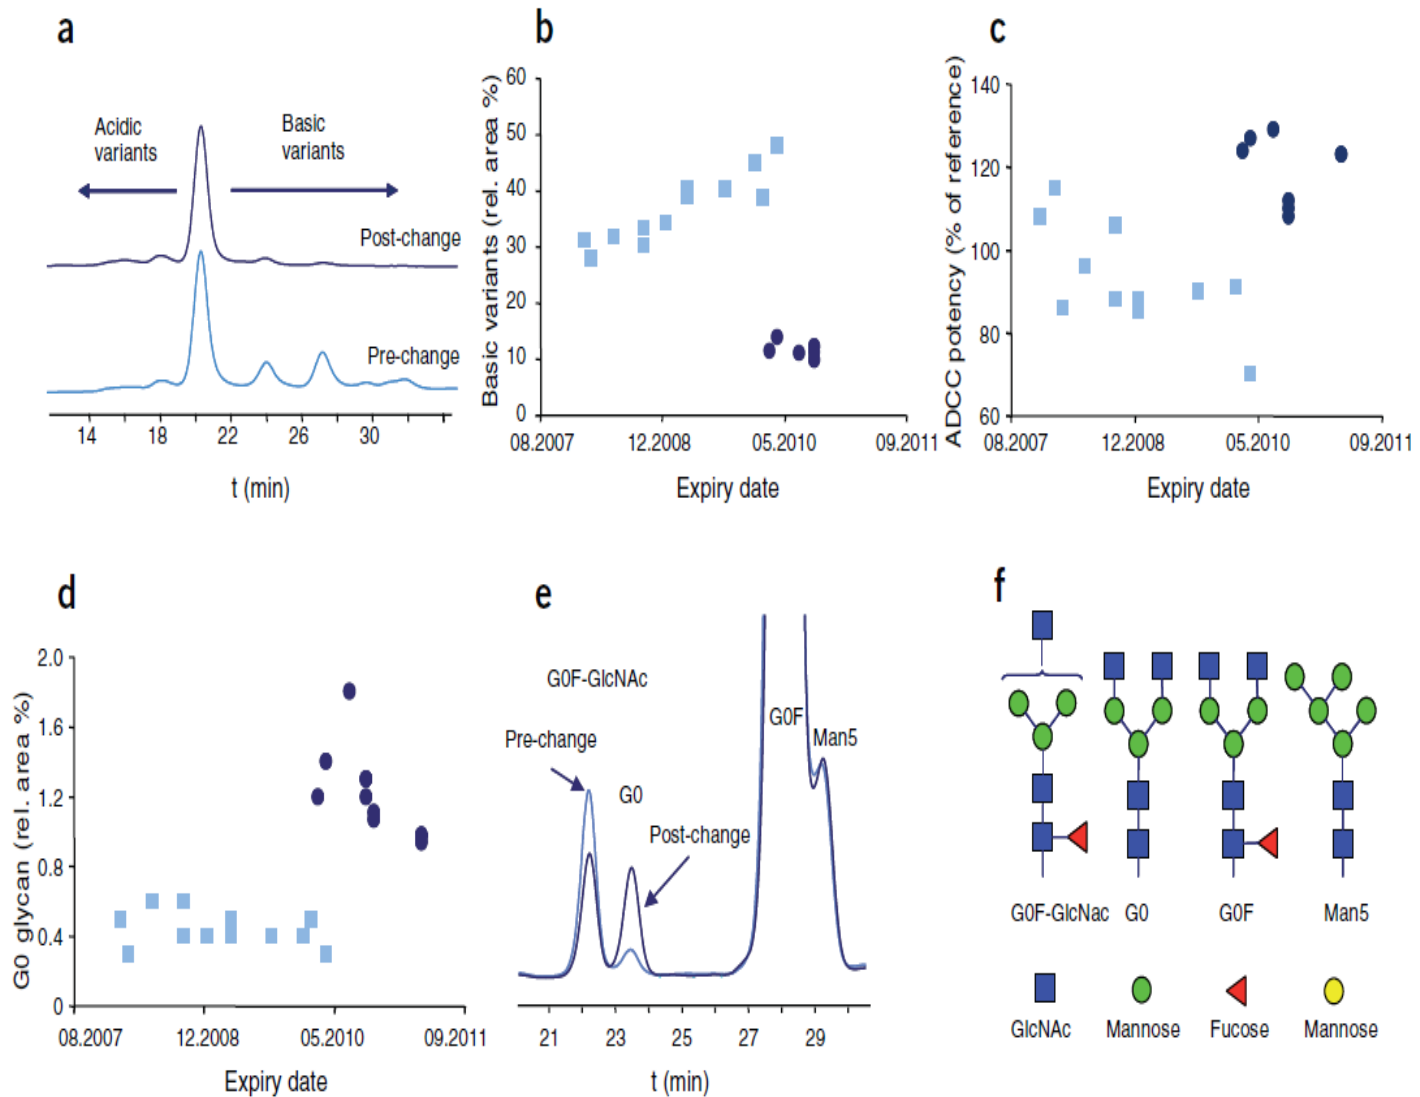 a
Acidic
variants
Basic
variants
Post-change
Pre-change
14 18 22 26 30
t (min)
b
Basic variants (rel. area %)
60
50
40
30
20
10
0
08.2007 12.2008 05.2010 09.2011
Expiry date
c
ADCC potency (% of reference)
140
120
100
80
60
08.2007 12.2008 05.2010 09.2011
Expiry date
d
G0 glycan (rel. area %)
2.0
1.6
1.2
0.8
0.4
0
08.2007 12.2008 05.2010 09.2011
Expiry date
e
G0F-GlcNAc
Pre-change
G0
Post-change
G0F
Man5
21 23 25 27 29
t (min)
f
G0F-GlcNac G0 G0F Man5
GlcNAc Mannose Fucose Mannose